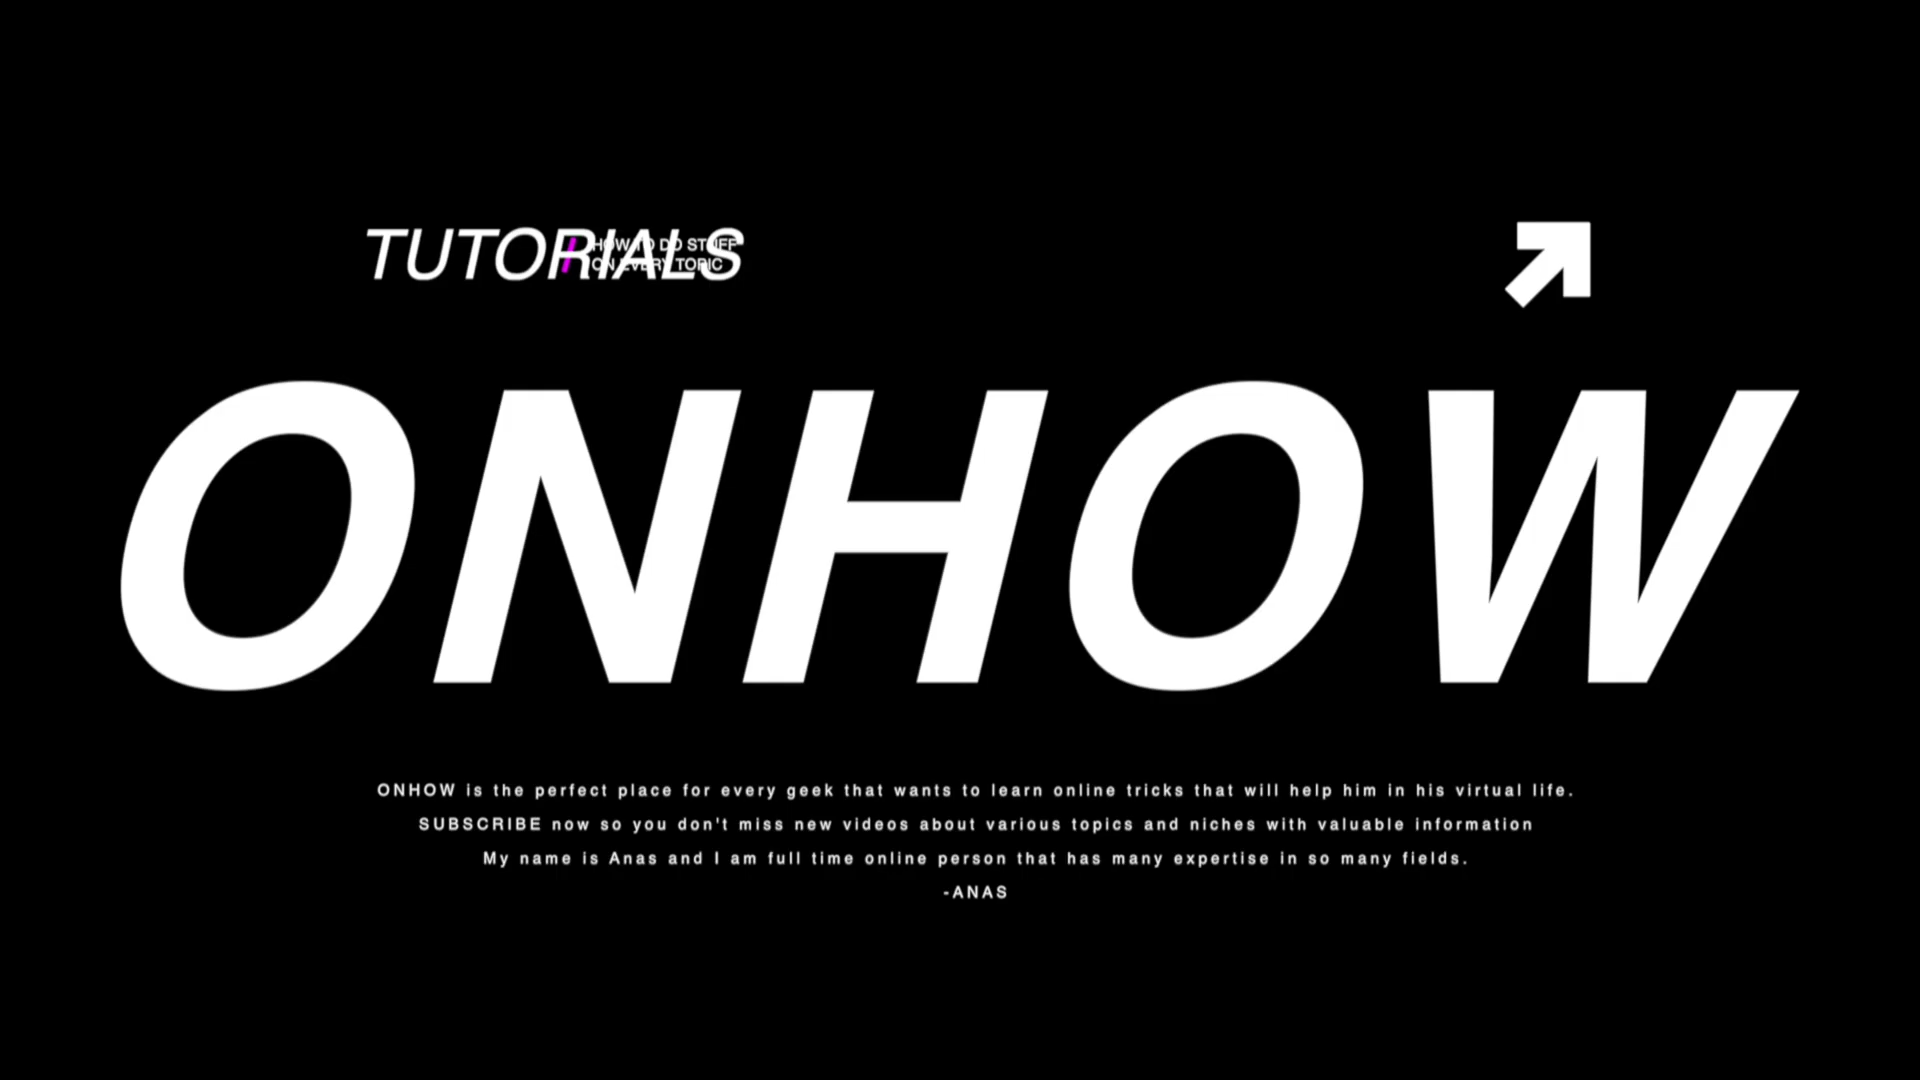 TUTORIALS
HOW TO DO STUFF
ON EVERY TOPIC
ONHOW
ONHOW is the perfect place for every geek that wants to learn online tricks that will help him in his virtual life.
SUBSCRIBE now so you don't miss new videos about various topics and niches with valuable information
My name is Anas and I am full time online person that has many expertise in so many fields.
-ANAS